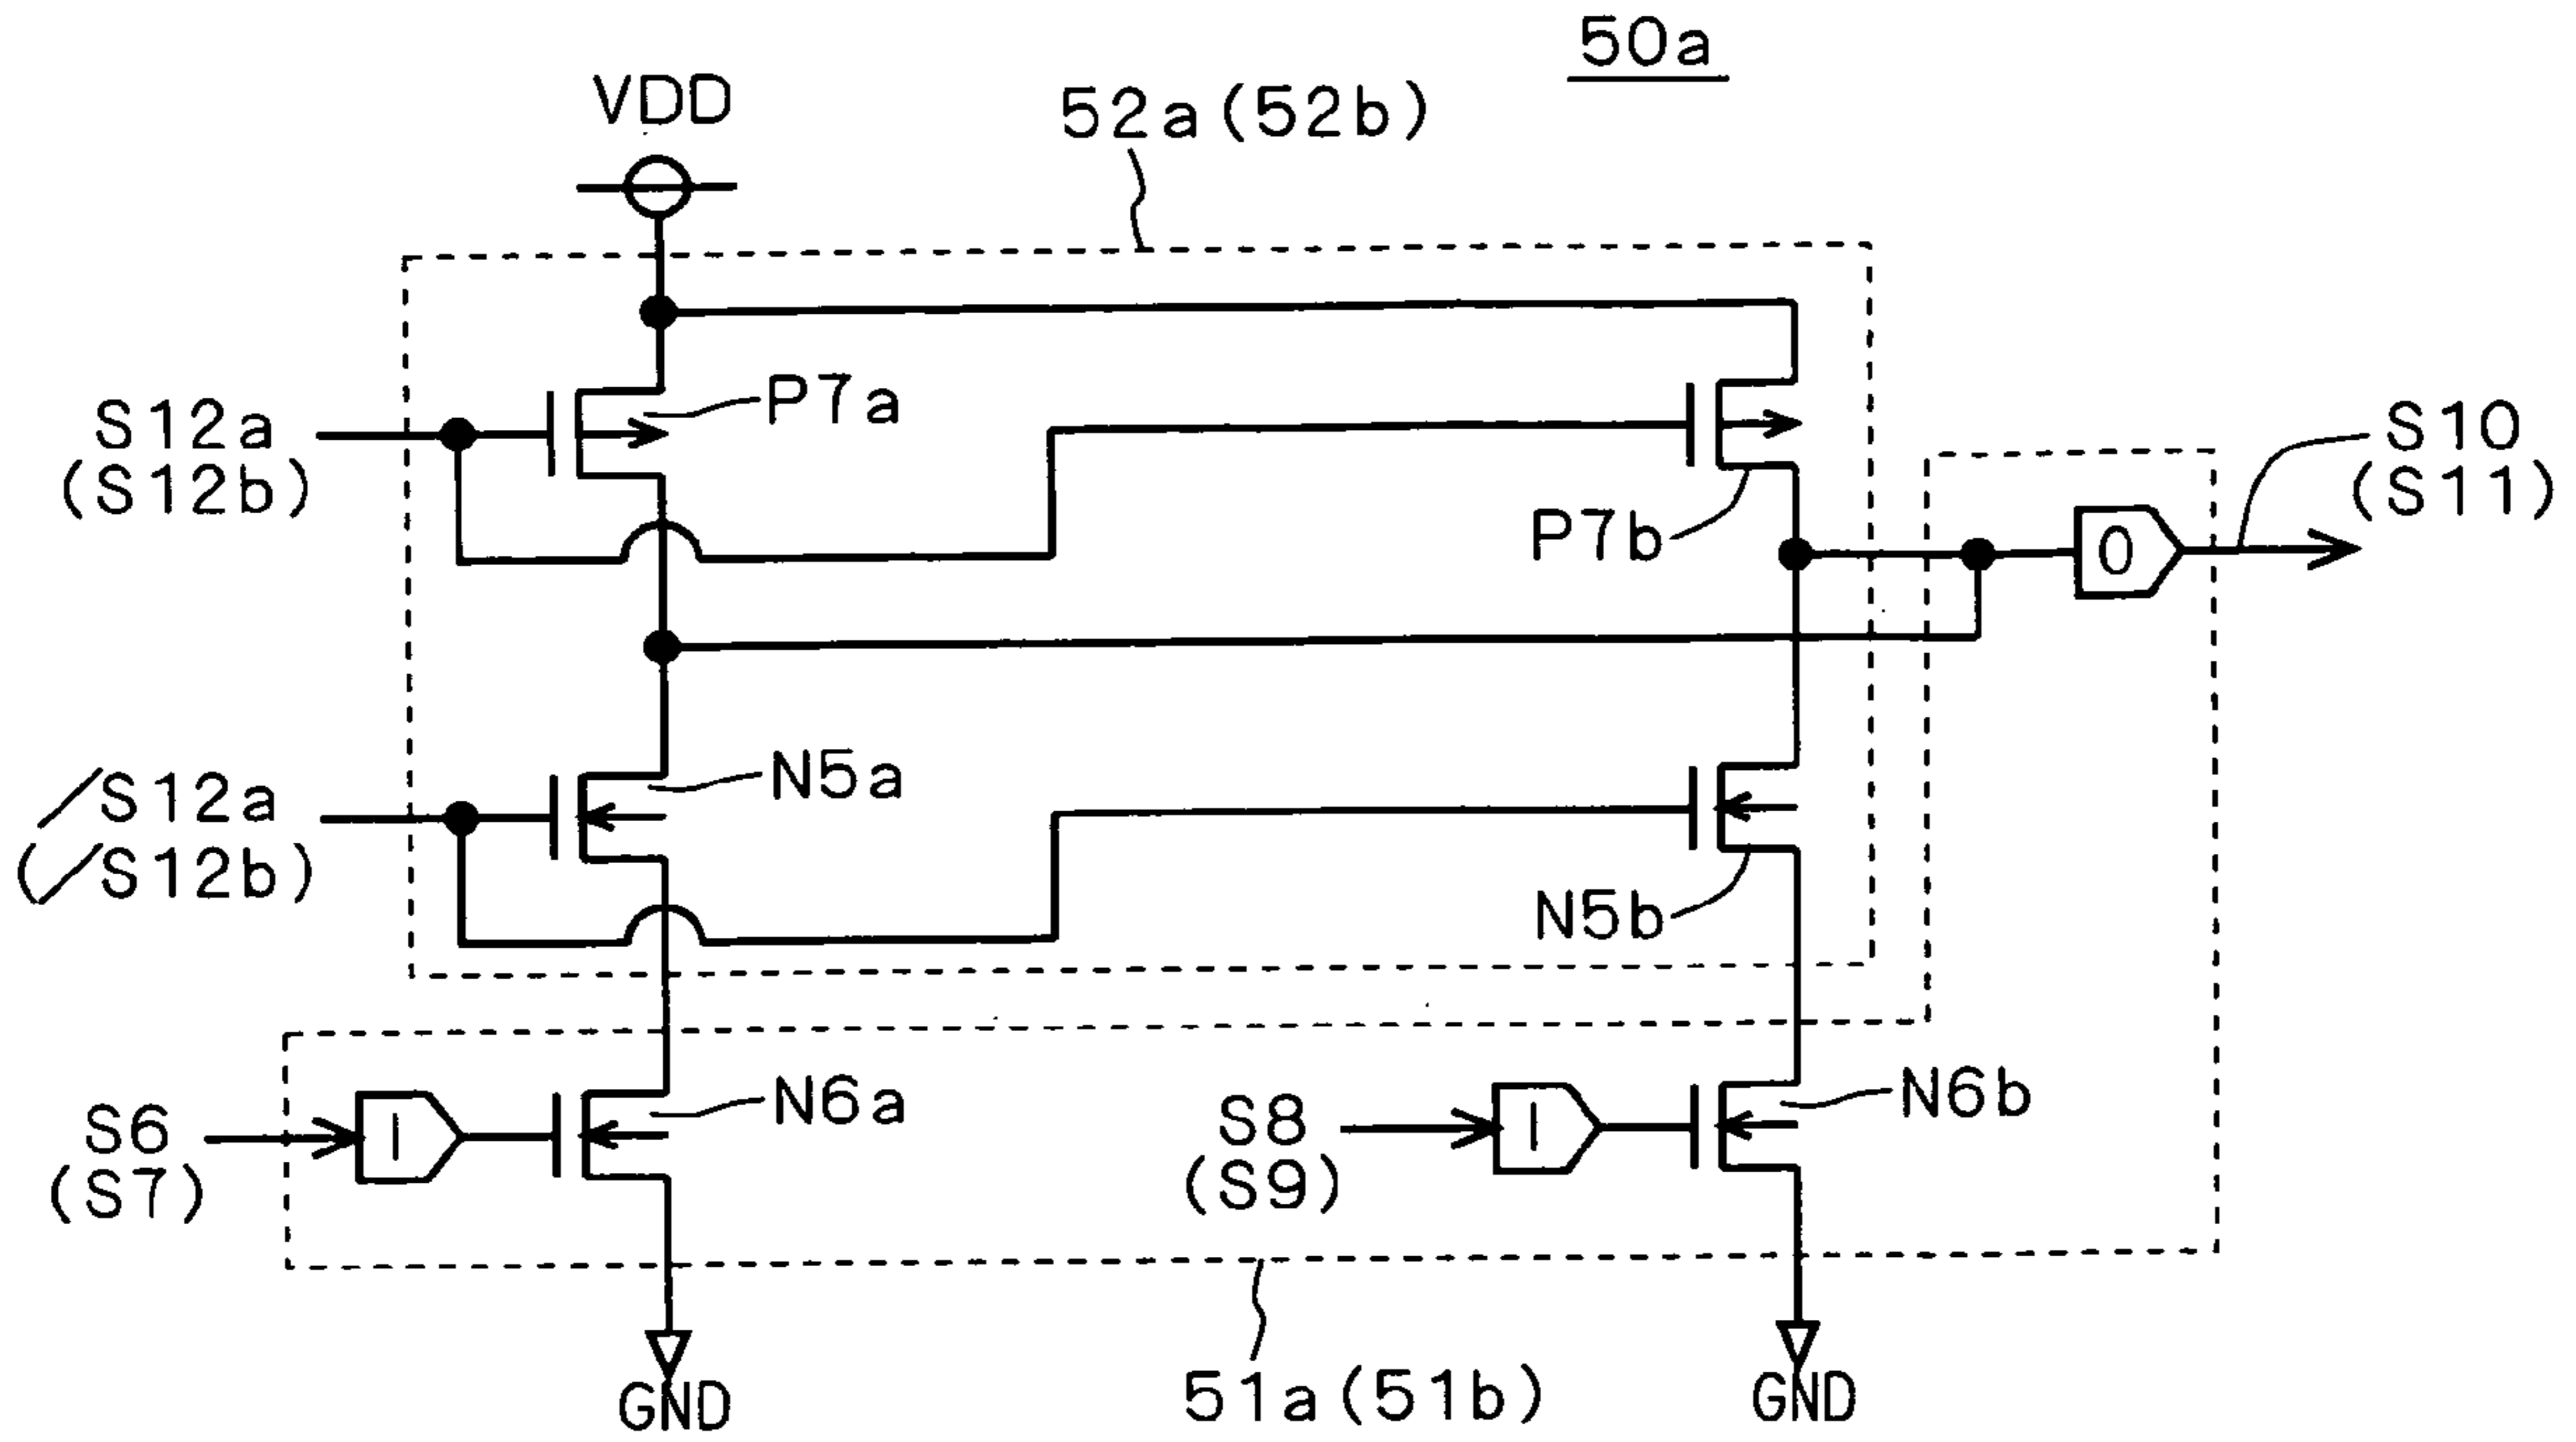 50a
VDD
52a(52b)
P7a
S12a
(S12b)
P7b
S10
(S11)
O
N5a
/S12a
(/S12b)
N5b
N6a
S6
(S7)
I
S8
(S9)
I
N6b
51a(51b)
GND
GND